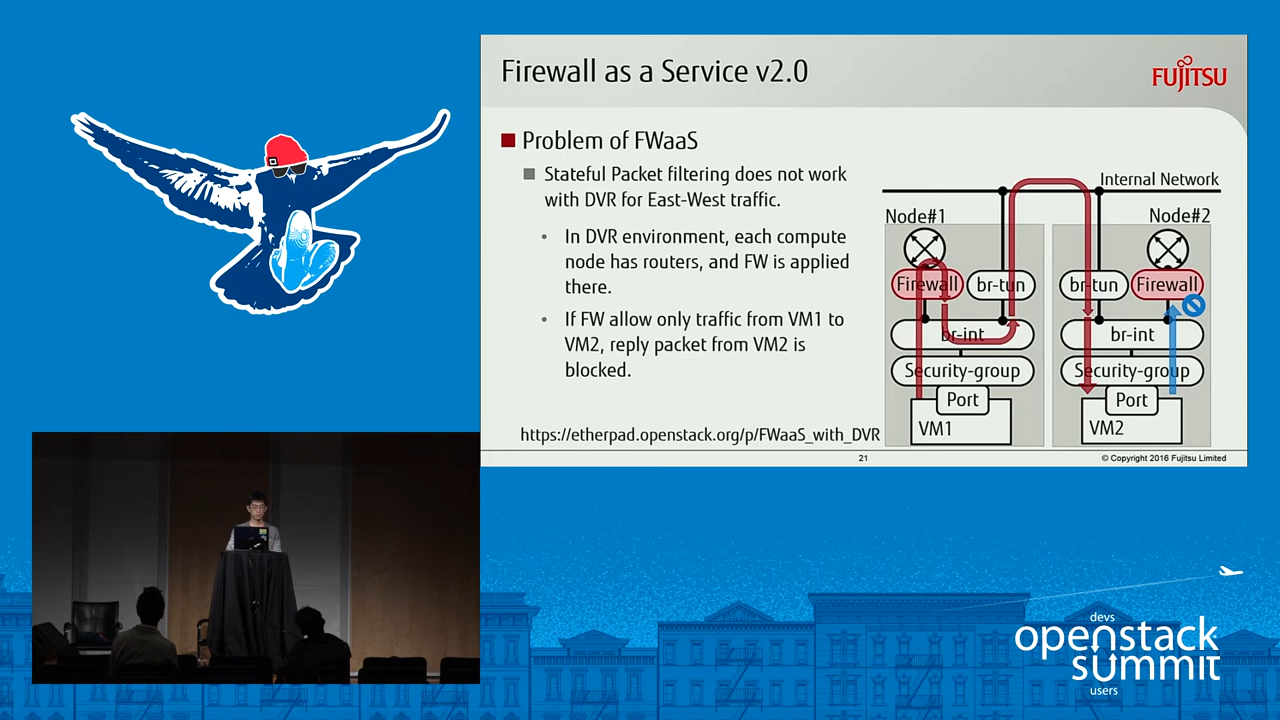 Firewall as a Service v2.0
FUJITSU
Problem of FWaaS
Stateful Packet filtering does not work
with DVR for East-West traffic.
In DVR environment, each compute
node has routers, and FW is applied
there.
If FW allow only traffic from VM1 to
VM2, reply packet from VM2 is
blocked.
https://etherpad.openstack.org/p/FWaaS_with_DVR
Internal Network
Node#1
Node#2
Firewall
br-tun
br-tun
Firewall
br-int
br-int
Security-group
Security-group
Port
Port
VM1
VM2
21
© Copyright 2016 Fujitsu Limited
devs
openstack
summit
users